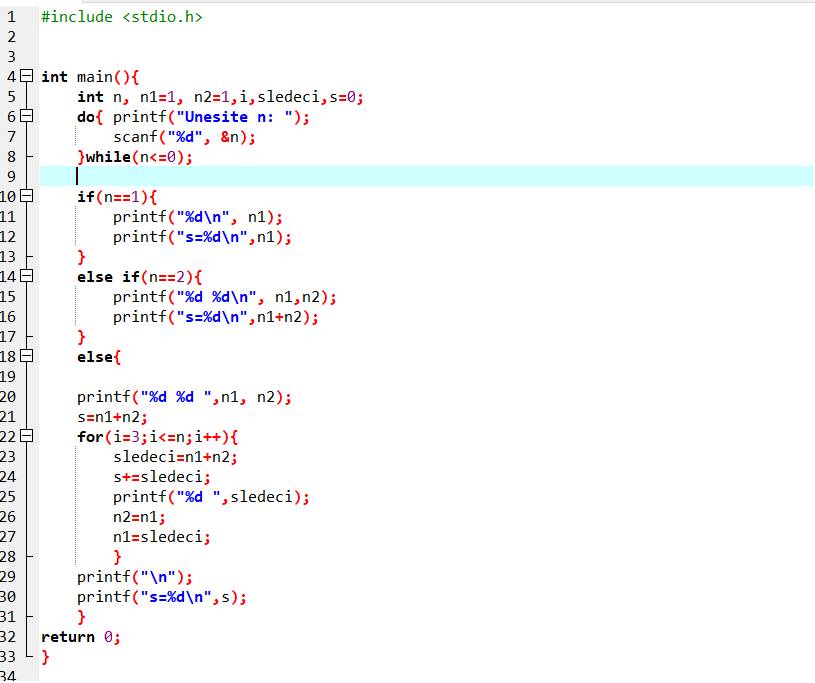 1 #include <stdio.h>
2
3
4 int main(){
5 int n, n1=1, n2=1,i,sledeci,s=0;
6 do{ printf("Unesite n: ");
7 scanf("%d", &n);
8 }while(n<=0);
9
10 if(n==1){
11 printf("%d\n", n1);
12 printf("s=%d\n",n1);
13 }
14 else if(n==2){
15 printf("%d %d\n", n1,n2);
16 printf("s=%d\n",n1+n2);
17 }
18 else{
19
20 printf("%d %d ",n1, n2);
21 s=n1+n2;
22 for(i=3;i<=n;i++){
23 sledeci=n1+n2;
24 s+=sledeci;
25 printf("%d ",sledeci);
26 n2=n1;
27 n1=sledeci;
28 }
29 printf("\n");
30 printf("s=%d\n",s);
31 }
32 return 0;
33 }
34